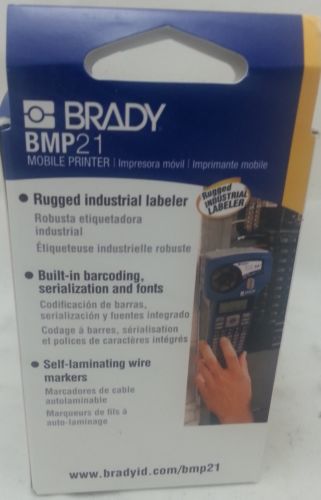 BRADY
BMP21
MOBILE PRINTER | Impresora móvil | Imprimante mobile
• Rugged industrial labeler
Robusta etiquetadora
industrial
Étiqueteuse industrielle robuste
Rugged
INDUSTRIAL
LABELER
• Built-in barcoding,
serialization and fonts
Codificación de barras,
serialización y fuentes integrado
Codage à barres, sérialisation
et polices de caractères intégrés
• Self-laminating wire
markers
Marcadores de cable
autolaminable
Marqueurs de fils à
auto-laminage
www.bradyid.com/bmp21